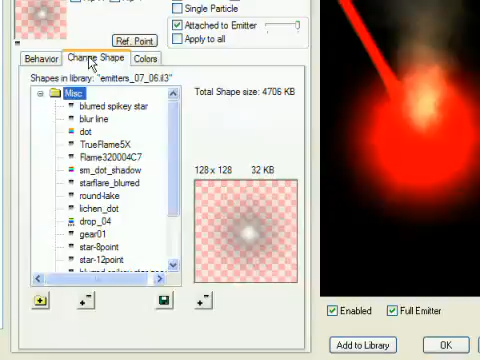 Single Particle
Attached to Emitter
Ref. Point
Apply to all
Behavior
Change Shape
Colors
Shapes in library: "emitters_07_06.il3"
Total Shape size: 4706 KB
Misc
blurred spikey star
blur line
dot
TrueFlame5X
Flame320004C7
sm_dot_shadow
starflare_blurred
round-lake
lichen_dot
drop_04
gear01
star-8point
star-12point
128 x 128 32 KB
Enabled
Full Emitter
Add to Library
OK